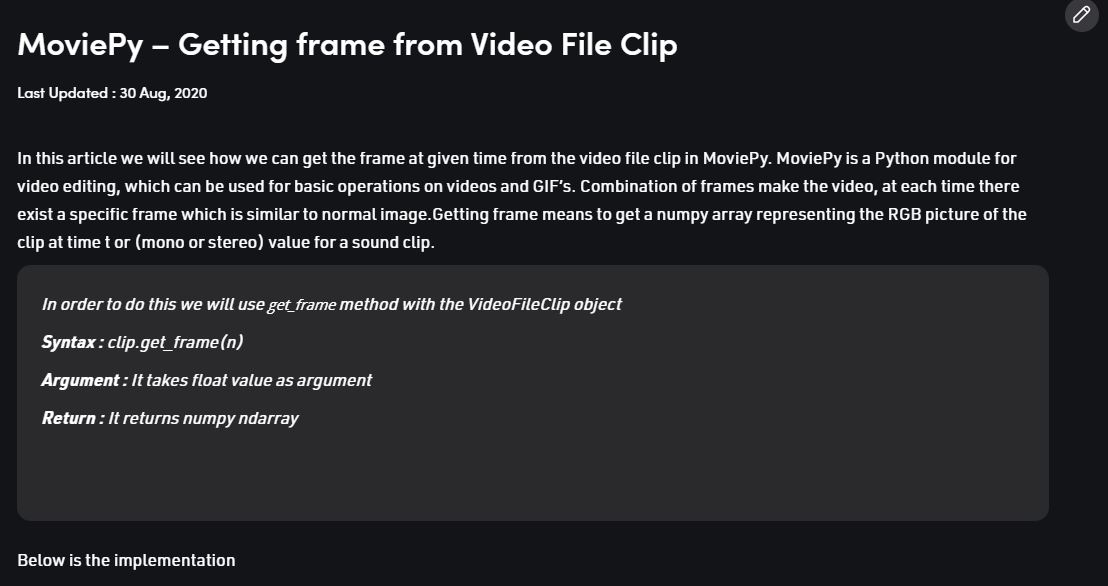 MoviePy – Getting frame from Video File Clip
Last Updated : 30 Aug, 2020
In this article we will see how we can get the frame at given time from the video file clip in MoviePy. MoviePy is a Python module for
video editing, which can be used for basic operations on videos and GIF’s. Combination of frames make the video, at each time there
exist a specific frame which is similar to normal image.Getting frame means to get a numpy array representing the RGB picture of the
clip at time t or (mono or stereo) value for a sound clip.
In order to do this we will use get_frame method with the VideoFileClip object
Syntax : clip.get_frame(n)
Argument : It takes float value as argument
Return : It returns numpy ndarray
Below is the implementation